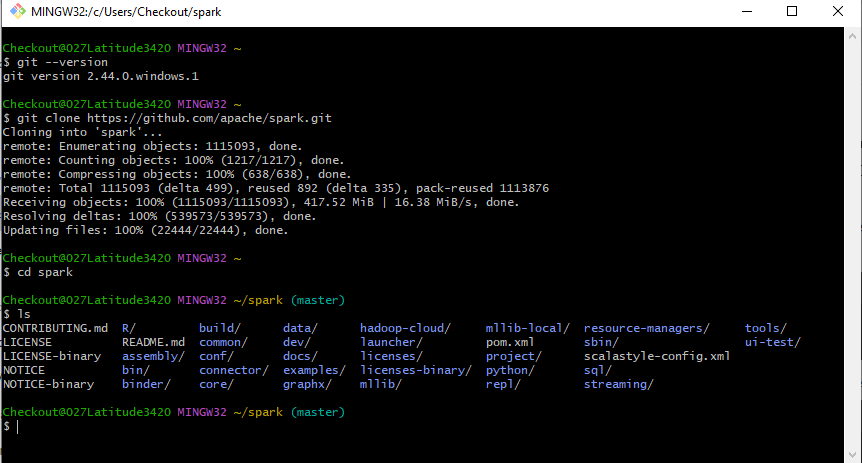 MINGW32:/c/Users/Checkout/spark
Checkout@027Latitude3420 MINGW32 ~
$ git --version
git version 2.44.0.windows.1
Checkout@027Latitude3420 MINGW32 ~
$ git clone https://github.com/apache/spark.git
Cloning into 'spark'...
remote: Enumerating objects: 1115093, done.
remote: Counting objects: 100% (1217/1217), done.
remote: Compressing objects: 100% (638/638), done.
remote: Total 1115093 (delta 499), reused 892 (delta 335), pack-reused 1113876
Receiving objects: 100% (1115093/1115093), 417.52 MiB | 16.38 MiB/s, done.
Resolving deltas: 100% (539573/539573), done.
Updating files: 100% (22444/22444), done.
Checkout@027Latitude3420 MINGW32 ~
$ cd spark
Checkout@027Latitude3420 MINGW32 ~/spark (master)
$ ls
CONTRIBUTING.md R/ build/ data/ hadoop-cloud/ mllib-local/ resource-managers/ tools/
LICENSE README.md common/ dev/ launcher/ pom.xml sbin/ ui-test/
LICENSE-binary assembly/ conf/ docs/ licenses/ project/ scalastyle-config.xml
NOTICE bin/ connector/ examples/ licenses-binary/ python/ sql/
NOTICE-binary binder/ core/ graphx/ mllib/ repl/ streaming/
Checkout@027Latitude3420 MINGW32 ~/spark (master)
$